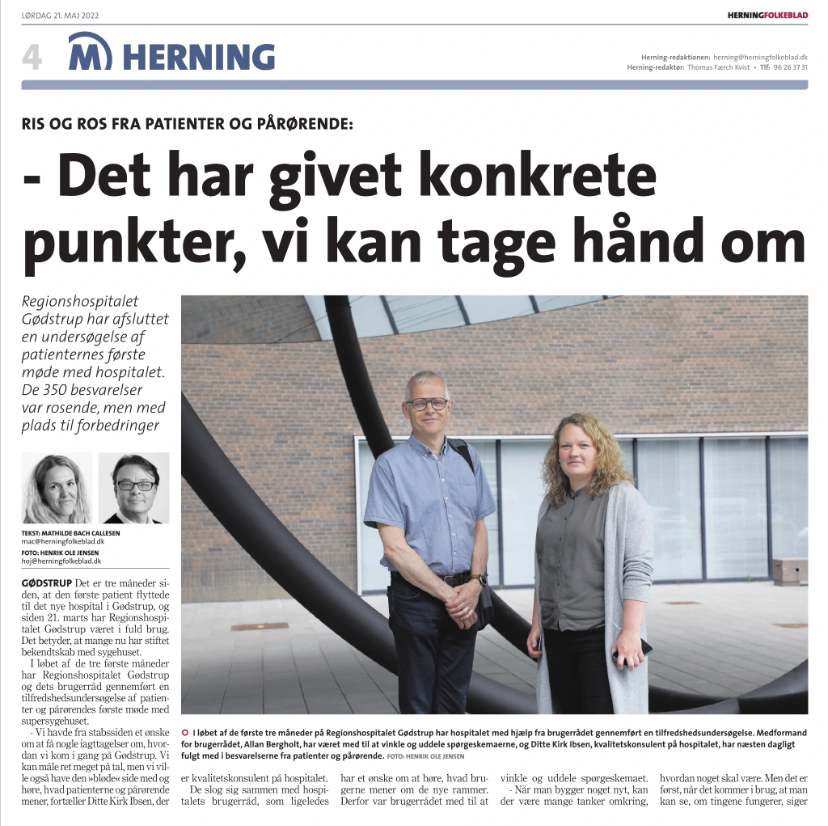 LØRDAG 21. MAJ 2022
HERNINGFOLKEBLAD
4 M HERNING
Herning-redaktionen: herning@herningfolkeblad.dk
Herning-redaktør: Thomas Færch Kvist • Tlf: 96 26 37 31
RIS OG ROS FRA PATIENTER OG PÅRØRENDE:
- Det har givet konkrete
punkter, vi kan tage hånd om
Regionshospitalet
Gødstrup har afsluttet
en undersøgelse af
patienternes første
møde med hospitalet.
De 350 besvarelser
var rosende, men med
plads til forbedringer
TEKST: MATHILDE BACH CALLESEN
mac@herningfolkeblad.dk
FOTO: HENRIK OLE JENSEN
hoj@herningfolkeblad.dk
GØDSTRUP Det er tre måneder si-
den, at den første patient flyttede
til det nye hospital i Gødstrup, og
siden 21. marts har Regionshospi-
talet Gødstrup været i fuld brug.
Det betyder, at mange nu har stiftet
bekendtskab med sygehuset.
I løbet af de tre første måneder
har Regionshospitalet Gødstrup
og dets brugerråd gennemført en
tilfredshedsundersøgelse af patien-
ter og pårørendes første møde med
supersygehuset.
- Vi havde fra stabssiden et ønske
om at få nogle iagttagelser om, hvor-
dan vi kom i gang på Gødstrup. Vi
kan måle ret meget på tal, men vi vil-
le også have den »bløde« side med og
høre, hvad patienterne og pårørende
mener, fortæller Ditte Kirk Ibsen, der
I løbet af de første tre måneder på Regionshospitalet Gødstrup har hospitalet med hjælp fra brugerrådet gennemført en tilfredshedsundersøgelse. Medformand
for brugerrådet, Allan Bergholt, har været med til at vinkle og uddele spørgeskemaerne, og Ditte Kirk Ibsen, kvalitetskonsulent på hospitalet, har næsten dagligt
fulgt med i besvarelserne fra patienter og pårørende. FOTO: HENRIK OLE JENSEN
er kvalitetskonsulent på hospitalet.
De slog sig sammen med hospi-
talets brugerråd, som ligeledes
har et ønske om at høre, hvad bru-
gerne mener om de nye rammer.
Derfor var brugerrådet med til at
vinkle og uddele spørgeskemaet.
- Når man bygger noget nyt, kan
der være mange tanker omkring,
hvordan noget skal være. Men det er
først, når det kommer i brug, at man
kan se, om tingene fungerer, siger